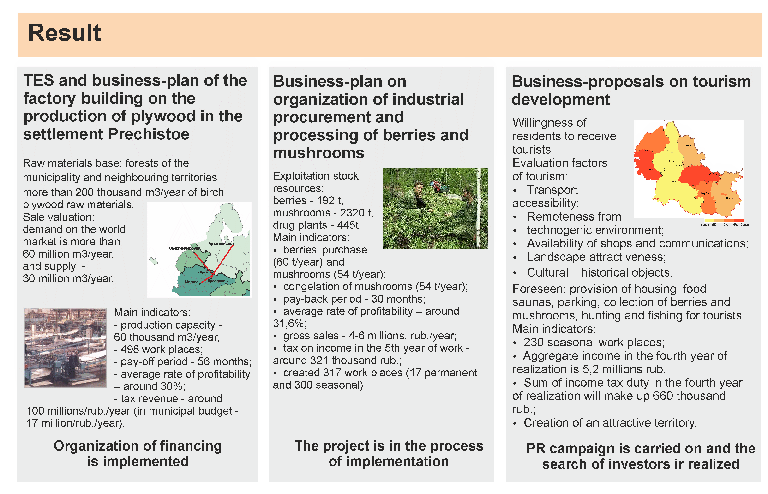 Result
TES and business-plan of the
factory building on the
production of plywood in the
settlement Prechistoe
Raw materials base: forests of the
municipality and neighbouring territories
more than 200 thousand m3/year of birch
plywood raw materials.
Sale valuation:
demand on the world
market is more than
60 million m3/year,
and supply -
30 million m3/year.
Main indicators:
- production capacity -
60 thousand m3/year,
- 498 work places;
- pay-off period - 56 months;
- average rate of profitability
– around 30%;
- tax revenue - around
100 millions/rub./year (in municipal budget -
17 million/rub./year).
Organization of financing
is implemented
Business-plan on
organization of industrial
procurement and
processing of berries and
mushrooms
Exploitation stock
resources:
berries - 192 t,
mushrooms - 2320 t,
drug plants - 445t
Main indicators:
• berries purchase
(60 t/year) and
mushrooms (54 t/year);
• congelation of mushrooms (54 t/year);
• pay-back period - 30 months;
• average rate of profitability – around
31,6%;
• gross sales - 4-6 millions. rub./year;
• tax on income in the 5th year of work -
around 321 thousand rub.;
• created 317 work places (17 permanent
and 300 seasonal)
The project is in the process
of implementation
Business-proposals on tourism
development
Willingness of
residents to receive
tourists
Evaluation factors
of tourism:
• Transport
accessibility;
• Remoteness from
• technogenic environment;
• Availability of shops and communications;
• Landscape attractiveness;
• Cultural – historical objects.
Foreseen: provision of housing, food
saunas, parking, collection of berries and
mushrooms, hunting and fishing for tourists
Main indicators:
• 230 seasonal work places;
• Aggregate income in the fourth year of
realization is 5,2 millions rub.
• Sum of income tax duty in the fourth year
of realization will make up 660 thousand
rub.;
• Creation of an attractive territory.
PR campaign is carried on and the
search of investors ir realized